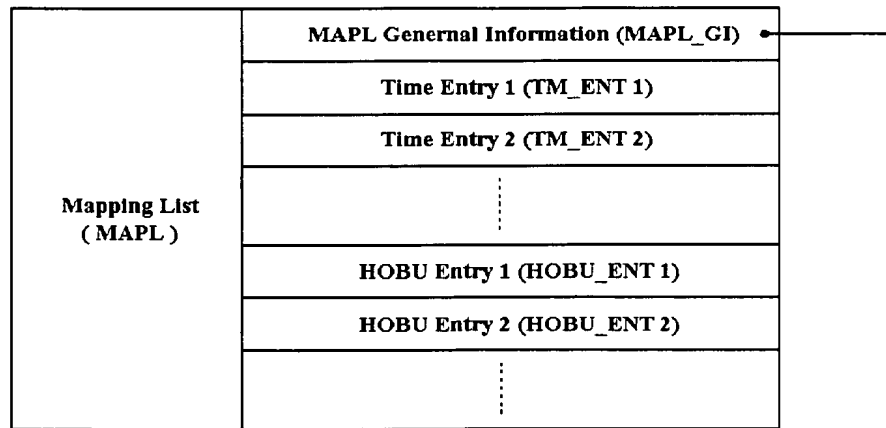 MAPL Genernal Information (MAPL_GI)
Time Entry 1 (TM_ENT 1)
Time Entry 2 (TM_ENT 2)
Mapping List
( MAPL )
HOBU Entry 1 (HOBU_ENT 1)
HOBU Entry 2 (HOBU_ENT 2)